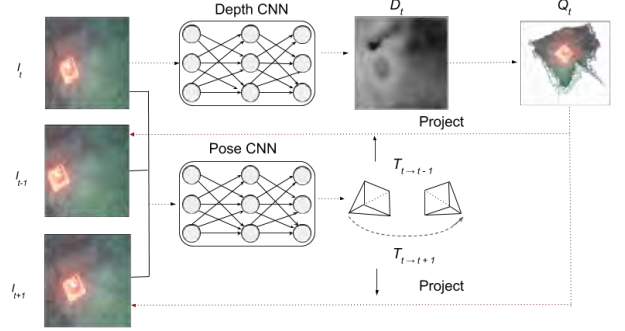 Depth CNN
D_t
Q_t
I_t
Project
I_t-1
Pose CNN
T_t→t-1
T_t→t+1
I_t+1
Project